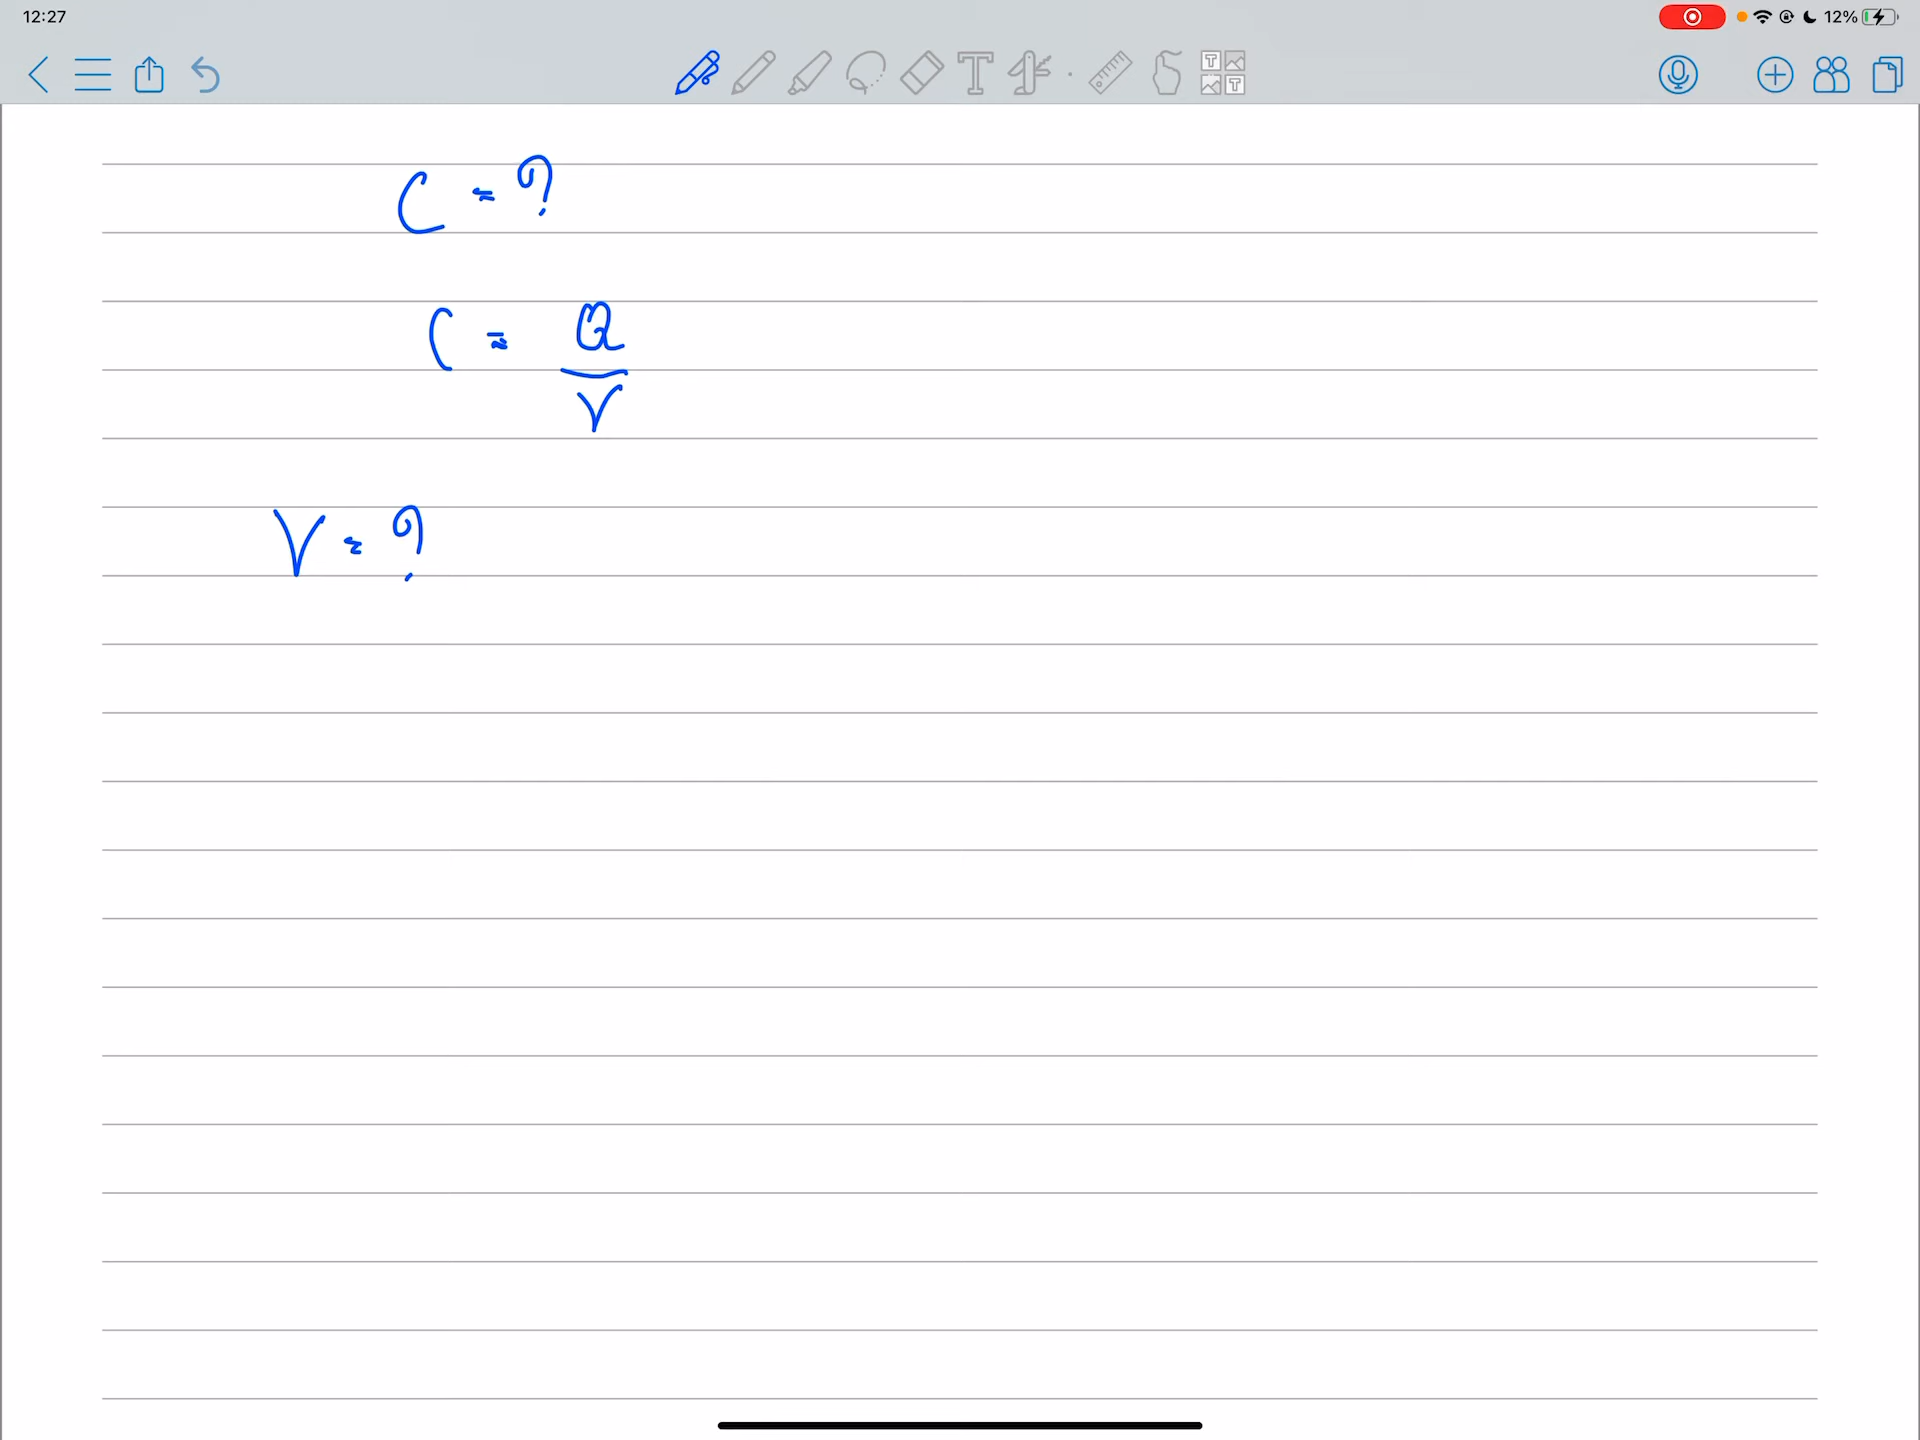 12:27
12%
C = ?
C = Q
V
V = ?